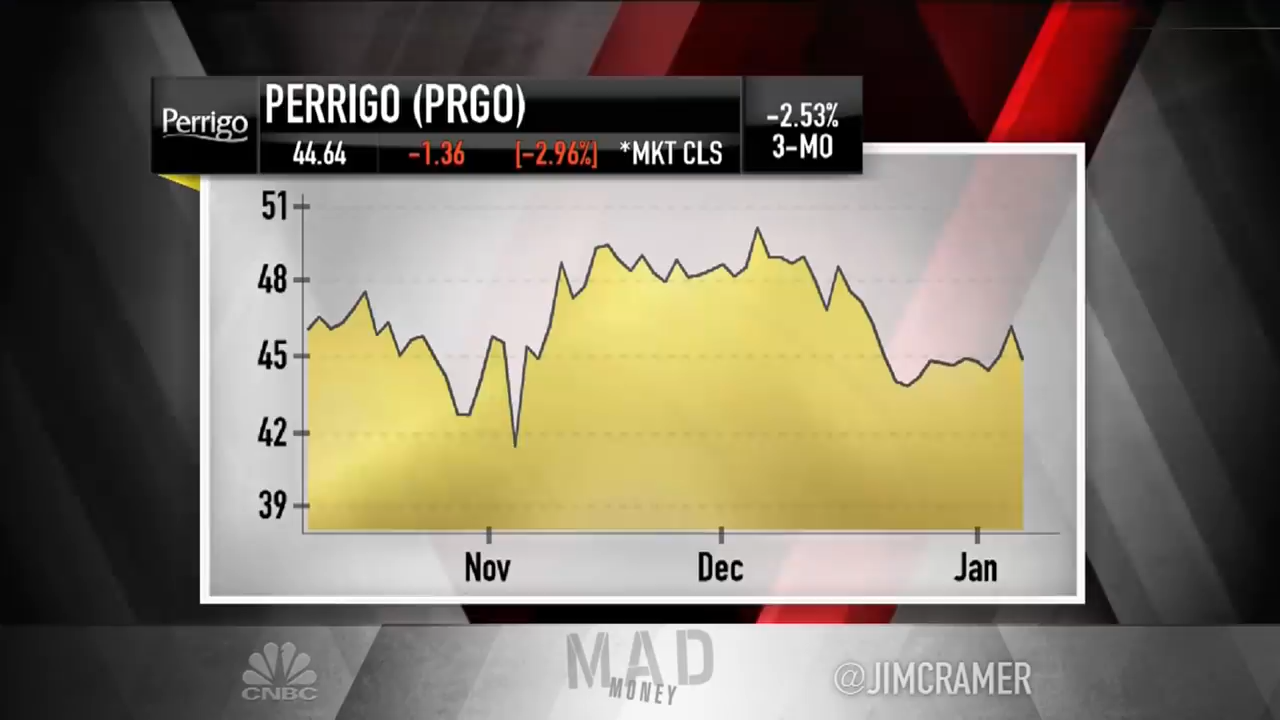 Perrigo
PERRIGO (PRGO)
44.64 -1.36 [-2.96%] *MKT CLS
-2.53%
3-MO
51
48
45
42
39
Nov Dec Jan
CNBC
MAD
MONEY
@JIMCRAMER